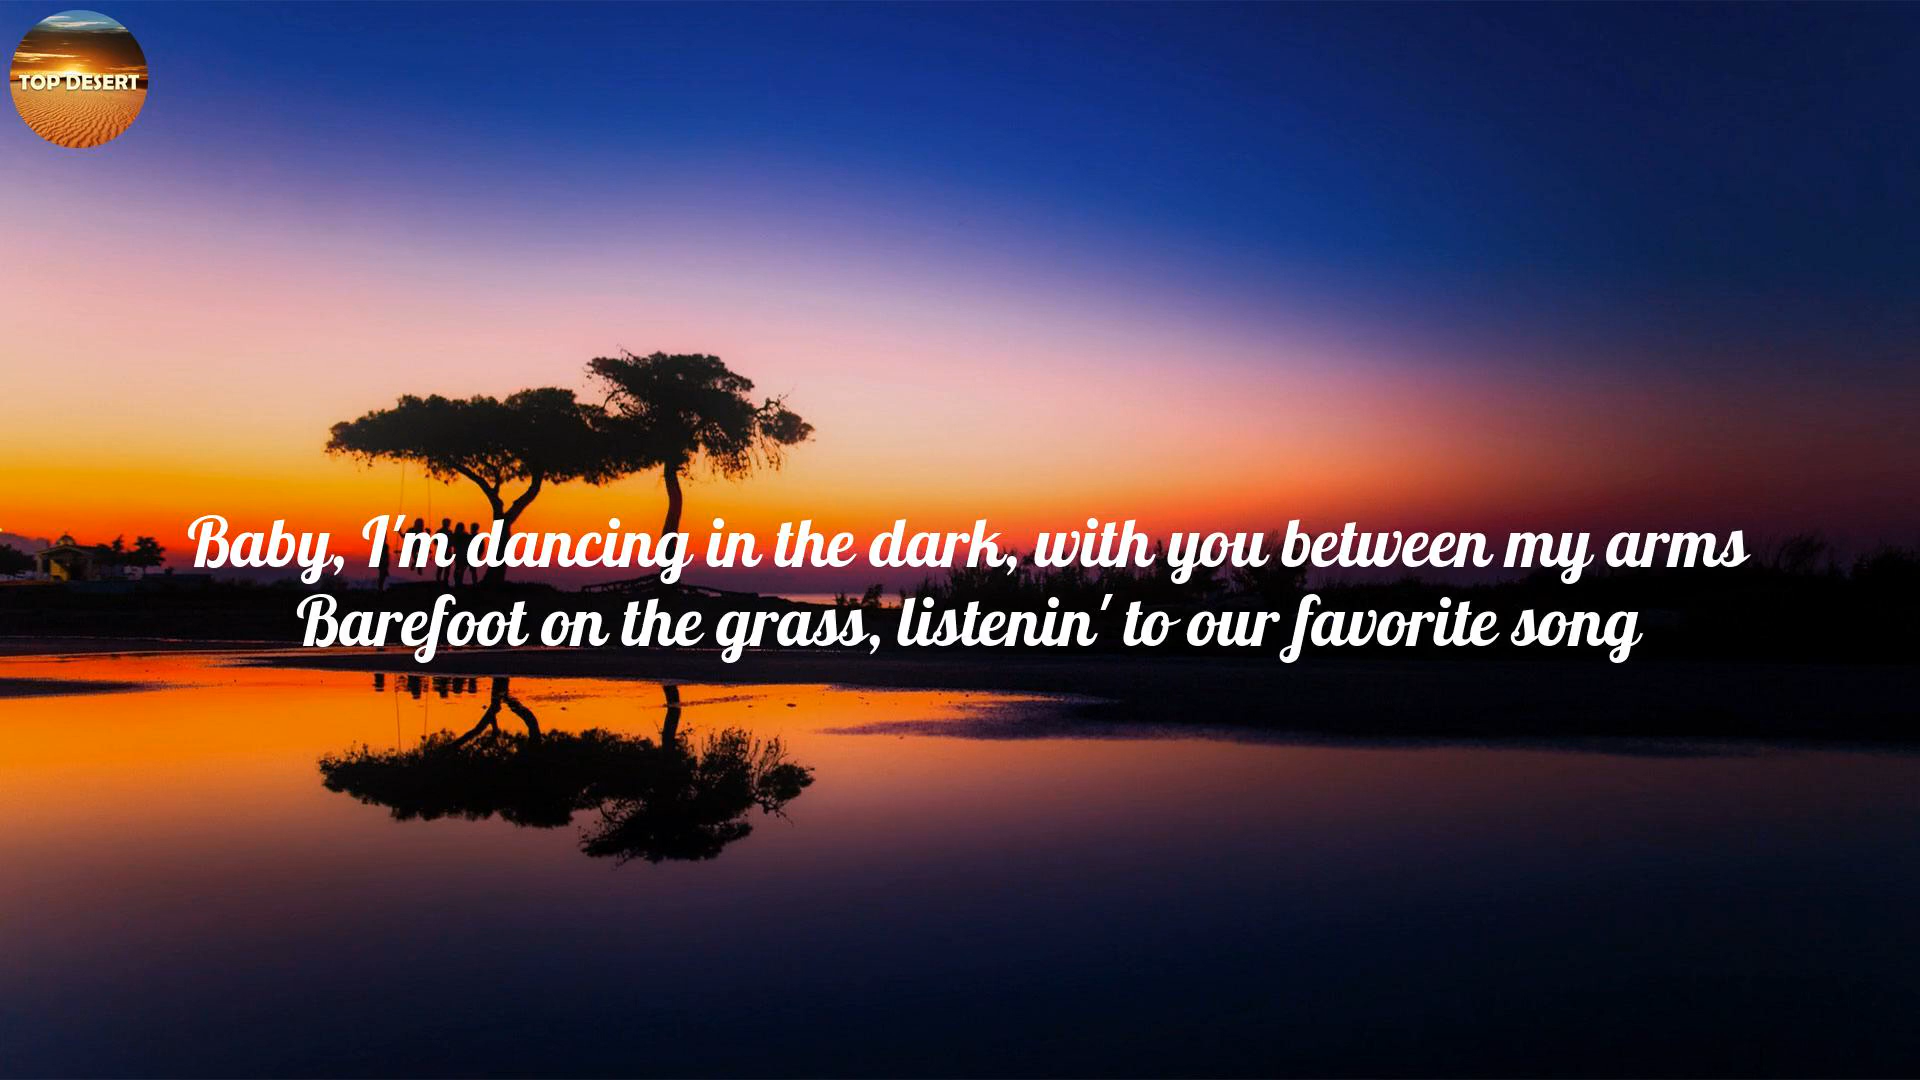 TOP DESERT
Baby, I'm dancing in the dark, with you between my arms
Barefoot on the grass, listenin' to our favorite song